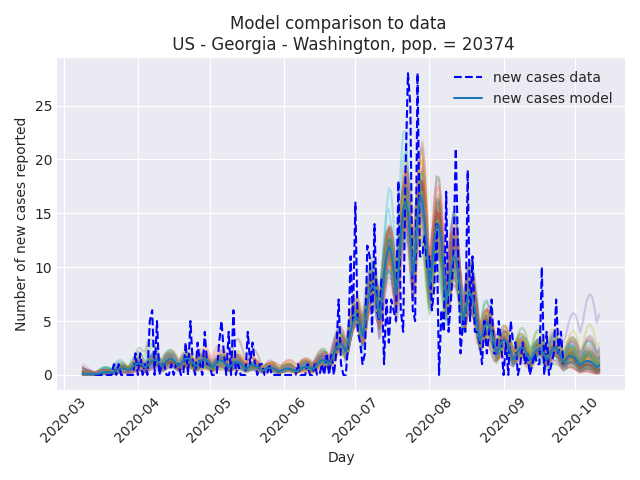 Model comparison to data
US - Georgia - Washington, pop. = 20374
new cases data
new cases model
Number of new cases reported
25
20
15
10
5
0
2020-03
2020-04
2020-05
2020-06
2020-07
2020-08
2020-09
2020-10
Day